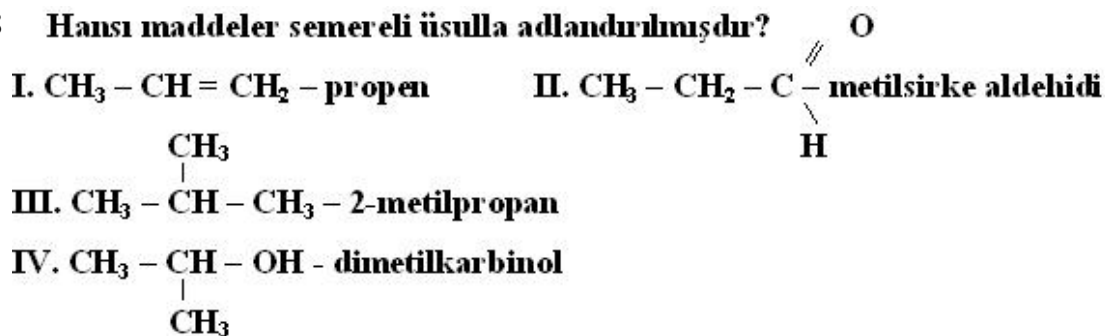 Hansı maddeler semereli üsulla adlandırılmışdır? O
I. CH₃ – CH = CH₂ – propen II. CH₃ – CH₂ – C – metilsirke aldehidi
CH₃ H
III. CH₃ – CH – CH₃ – 2-metilpropan
IV. CH₃ – CH – OH - dimetilkarbinol
CH₃